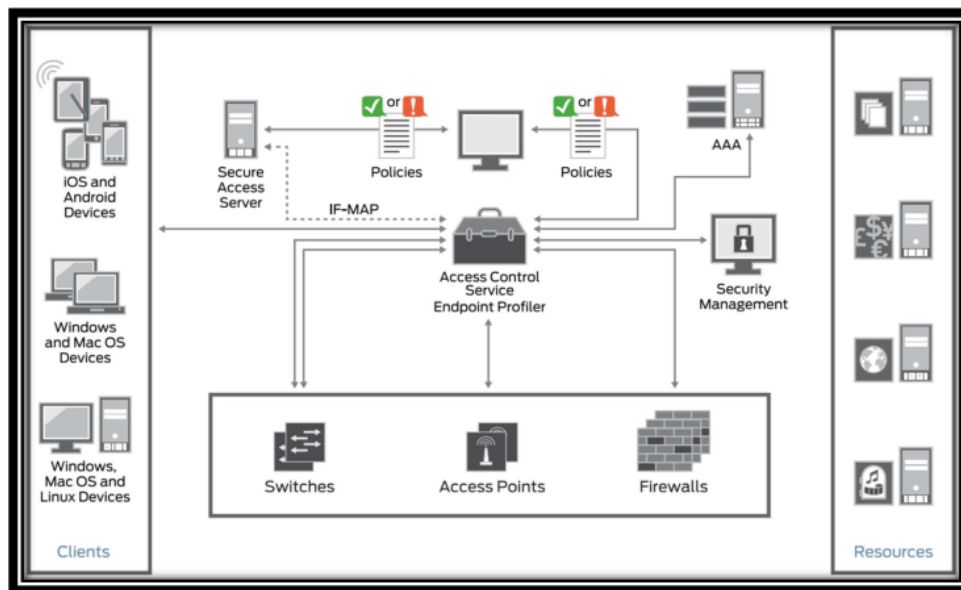 iOS and
Android
Devices
Windows
and Mac OS
Devices
Windows,
Mac OS and
Linux Devices
Clients
Secure
Access
Server
or
Policies
or
Policies
AAA
IF-MAP
Access Control
Service
Endpoint Profiler
Security
Management
Switches
Access Points
Firewalls
£$¥
€
Resources